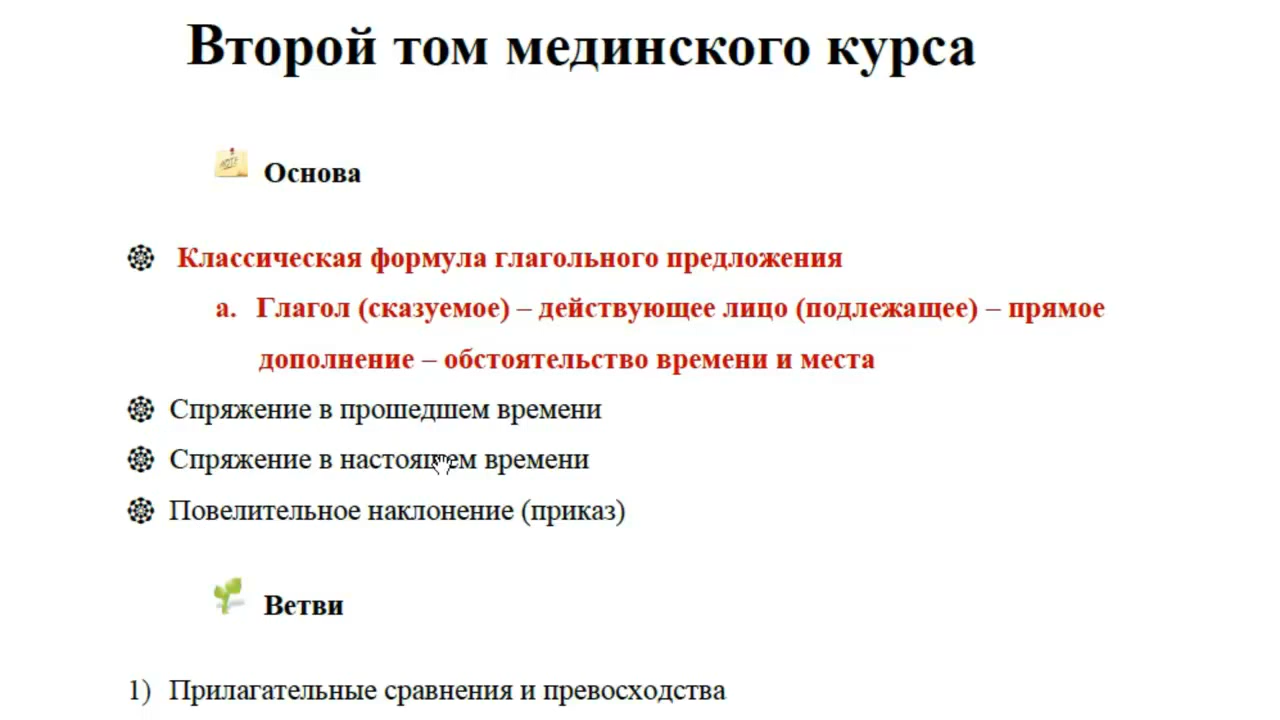 Второй том мединского курса
Основа
Классическая формула глагольного предложения
a. Глагол (сказуемое) – действующее лицо (подлежащее) – прямое
дополнение – обстоятельство времени и места
Спряжение в прошедшем времени
Спряжение в настоящем времени
Повелительное наклонение (приказ)
Ветви
1) Прилагательные сравнения и превосходства